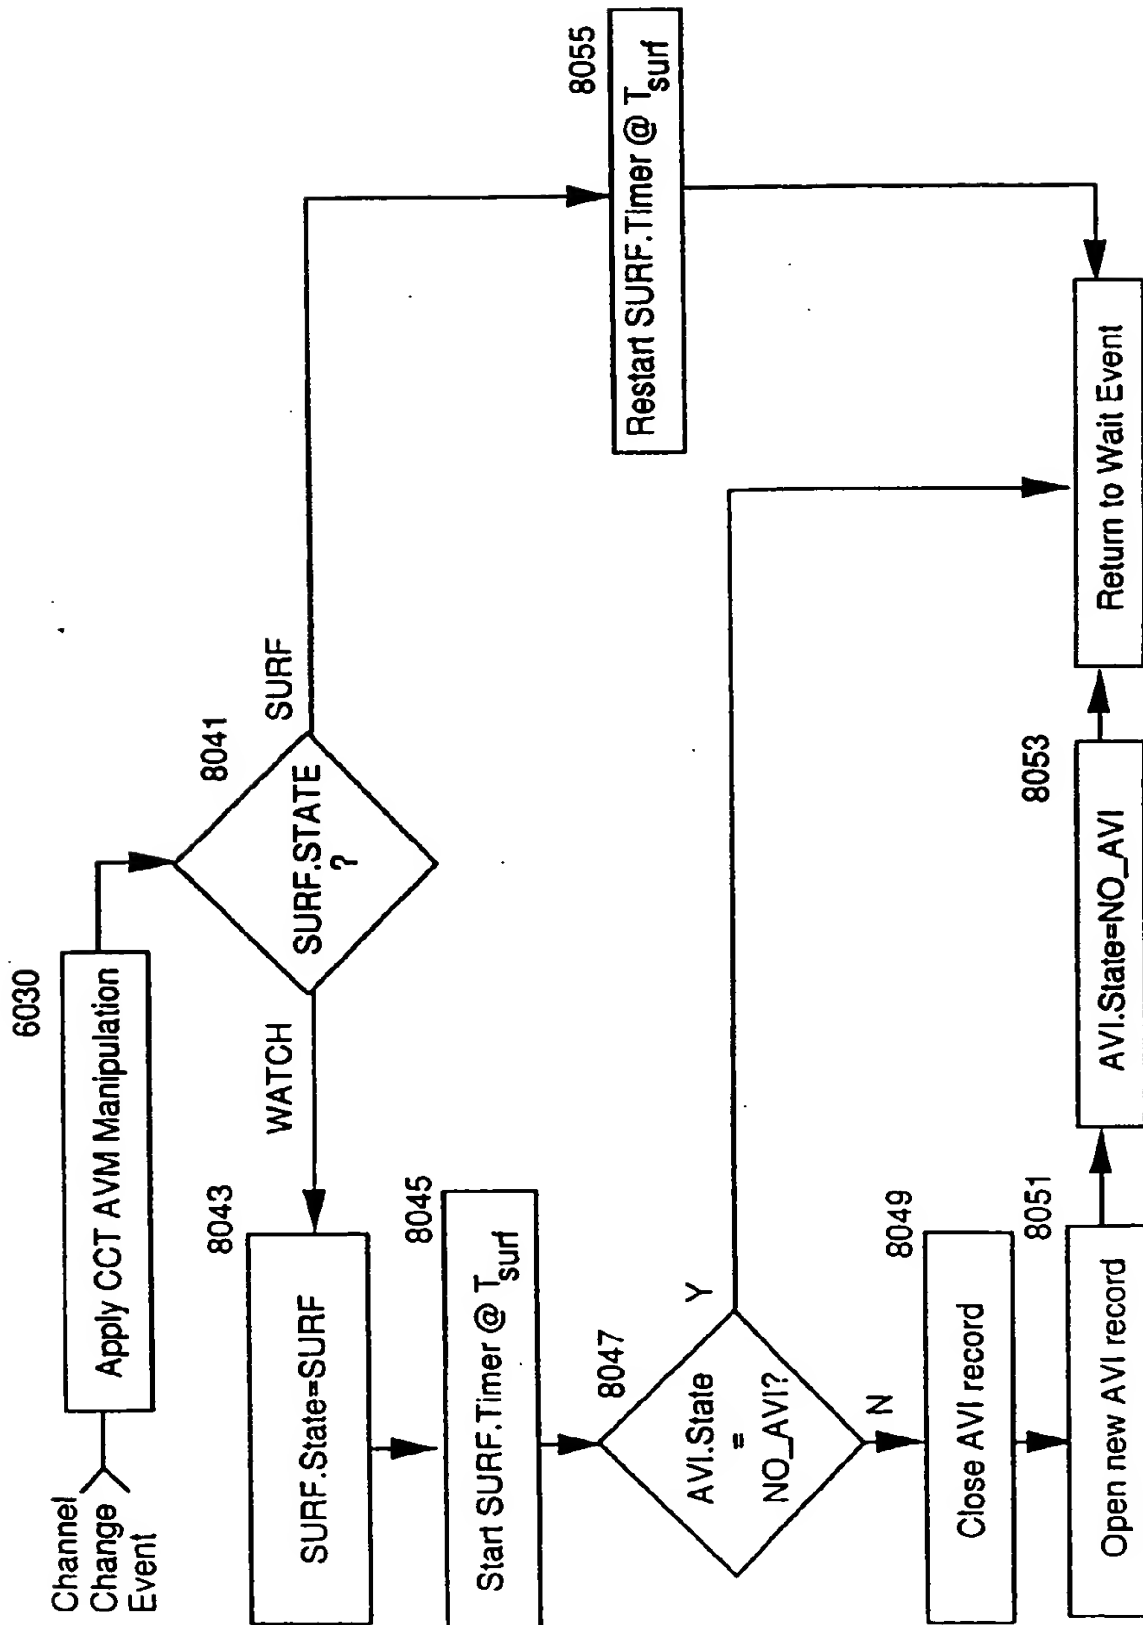 Channel
Change
Event
6030
Apply CCT AVM Manipulation
8041
SURF.STATE
?
WATCH
SURF
8043
SURF.State=SURF
8045
Start SURF.Timer @ Tsurf
8047
AVI.State
=
NO_AVI?
Y
N
8049
Close AVI record
8051
Open new AVI record
8053
AVI.State=NO_AVI
8055
Restart SURF.Timer @ Tsurf
Return to Wait Event